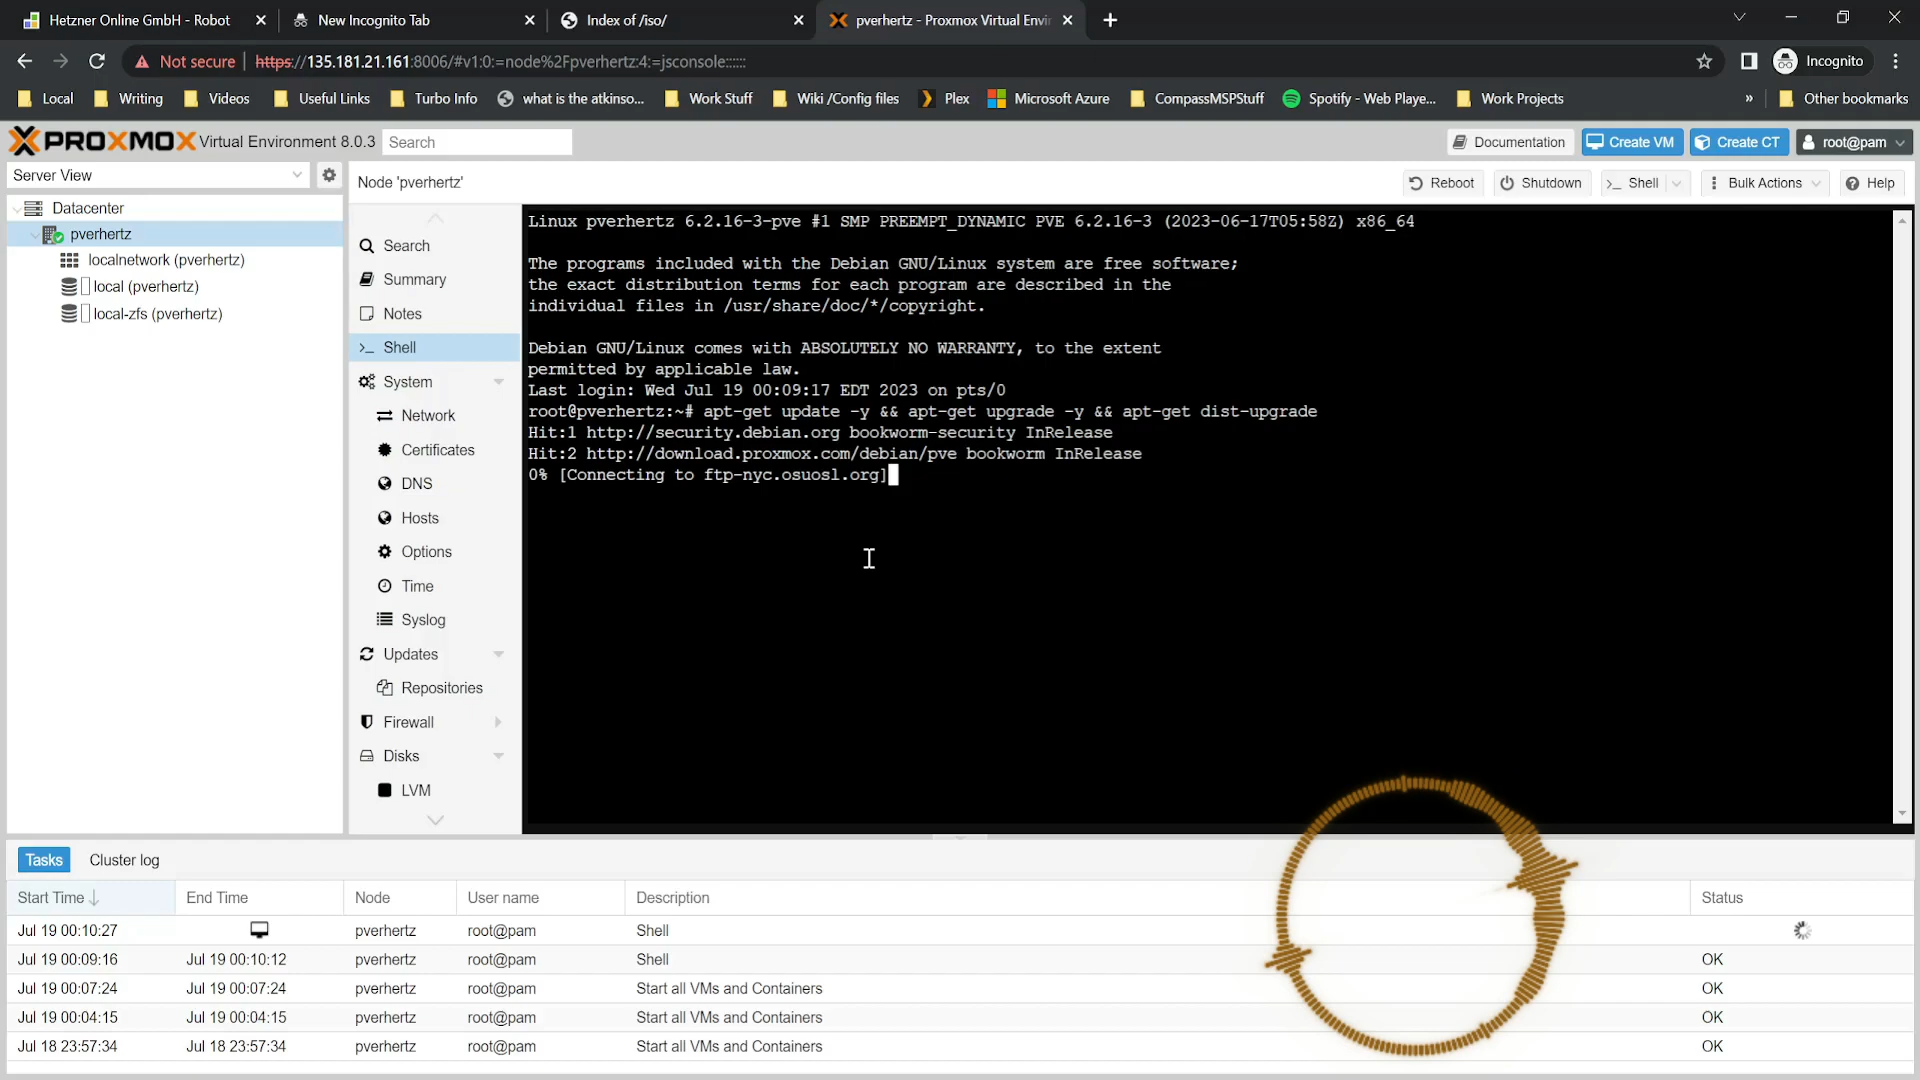 Hetzner Online GmbH - Robot
New Incognito Tab
Index of /iso/
pverhertz - Proxmox Virtual Envir
Not secure
https://135.181.21.161:8006/#v1:0:=node%2Fpverhertz:4:=jsconsole::::::
Incognito
Local
Writing
Videos
Useful Links
Turbo Info
what is the atkinso...
Work Stuff
Wiki /Config files
Plex
Microsoft Azure
CompassMSPStuff
Spotify - Web Playe...
Work Projects
»
Other bookmarks
PROXMOX Virtual Environment 8.0.3
Search
Documentation
Create VM
Create CT
root@pam
Server View
Node 'pverhertz'
Reboot
Shutdown
Shell
Bulk Actions
Help
Datacenter
pverhertz
localnetwork (pverhertz)
local (pverhertz)
local-zfs (pverhertz)
Search
Summary
Notes
Shell
System
Network
Certificates
DNS
Hosts
Options
Time
Syslog
Updates
Repositories
Firewall
Disks
LVM
Linux pverhertz 6.2.16-3-pve #1 SMP PREEMPT_DYNAMIC PVE 6.2.16-3 (2023-06-17T05:58Z) x86_64
The programs included with the Debian GNU/Linux system are free software;
the exact distribution terms for each program are described in the
individual files in /usr/share/doc/*/copyright.
Debian GNU/Linux comes with ABSOLUTELY NO WARRANTY, to the extent
permitted by applicable law.
Last login: Wed Jul 19 00:09:17 EDT 2023 on pts/0
root@pverhertz:~# apt-get update -y && apt-get upgrade -y && apt-get dist-upgrade
Hit:1 http://security.debian.org bookworm-security InRelease
Hit:2 http://download.proxmox.com/debian/pve bookworm InRelease
0% [Connecting to ftp-nyc.osuosl.org]
Tasks
Cluster log
Start Time
End Time
Node
User name
Description
Status
Jul 19 00:10:27
pverhertz
root@pam
Shell
Jul 19 00:09:16
Jul 19 00:10:12
pverhertz
root@pam
Shell
OK
Jul 19 00:07:24
Jul 19 00:07:24
pverhertz
root@pam
Start all VMs and Containers
OK
Jul 19 00:04:15
Jul 19 00:04:15
pverhertz
root@pam
Start all VMs and Containers
OK
Jul 18 23:57:34
Jul 18 23:57:34
pverhertz
root@pam
Start all VMs and Containers
OK